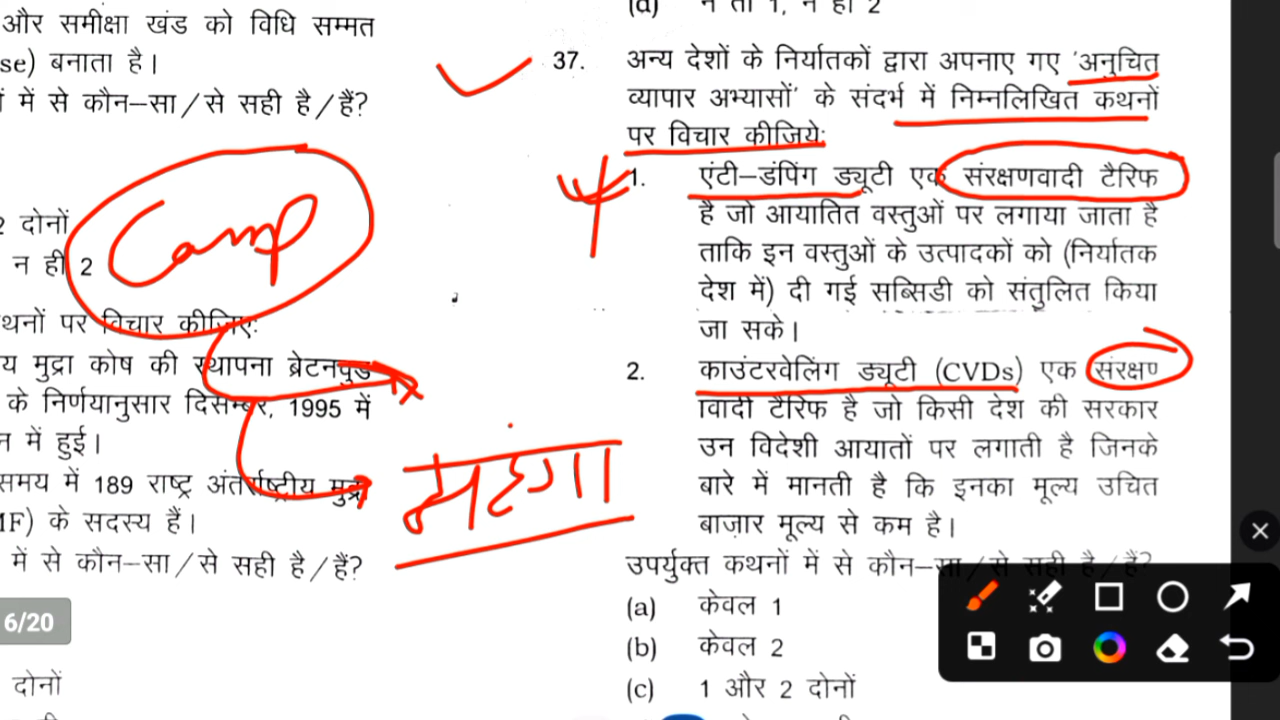 और समीक्षा खंड को विधि सम्मत
se) बनाता है।
में से कौन–सा/से सही है/हैं?
2 दोनों
न ही 2
Comp
थनों पर विचार कीजिए:
य मुद्रा कोष की स्थापना ब्रेटनवुड
के निर्णयानुसार दिसम्बर, 1995 में
न में हुई।
समय में 189 राष्ट्र अंतर्राष्ट्रीय मुद्रा
MF) के सदस्य हैं।
में से कौन–सा/से सही है/हैं?
महंगा
6/20
दोनों
(d) न तो 1, न ही 2
37. अन्य देशों के निर्यातकों द्वारा अपनाए गए 'अनुचित
व्यापार अभ्यासों' के संदर्भ में निम्नलिखित कथनों
पर विचार कीजिये:
1. एंटी–डंपिंग ड्यूटी एक संरक्षणवादी टैरिफ
है जो आयातित वस्तुओं पर लगाया जाता है
ताकि इन वस्तुओं के उत्पादकों को (निर्यातक
देश में) दी गई सब्सिडी को संतुलित किया
जा सके।
2. काउंटरवेलिंग ड्यूटी (CVDs) एक संरक्षण
वादी टैरिफ है जो किसी देश की सरकार
उन विदेशी आयातों पर लगाती है जिनके
बारे में मानती है कि इनका मूल्य उचित
बाज़ार मूल्य से कम है।
उपर्युक्त कथनों में से कौन–सा/से सही है/हैं?
(a) केवल 1
(b) केवल 2
(c) 1 और 2 दोनों